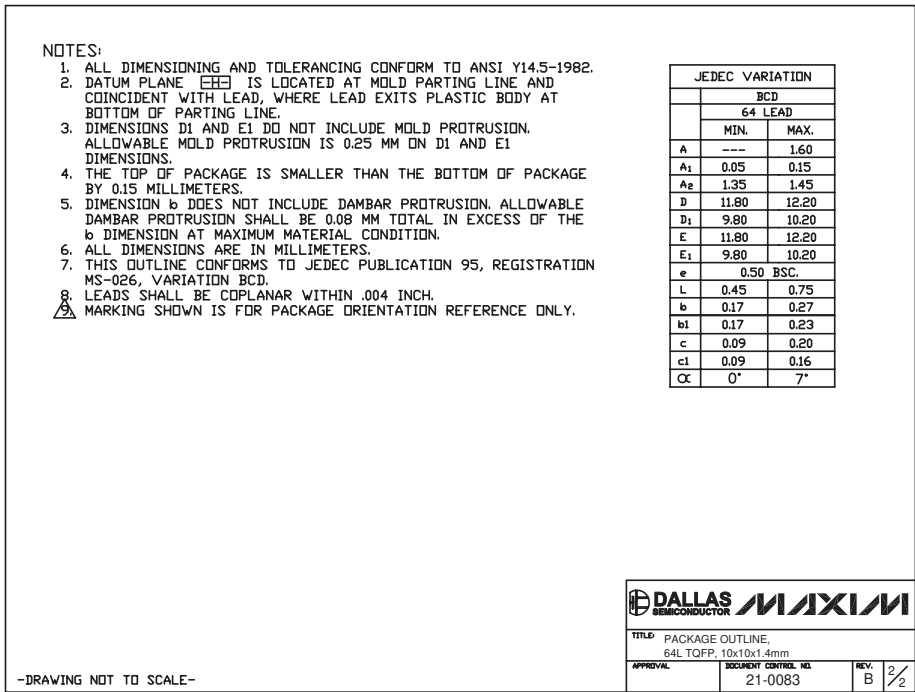 NOTES:
1. ALL DIMENSIONING AND TOLERANCING CONFORM TO ANSI Y14.5-1982.
2. DATUM PLANE -H- IS LOCATED AT MOLD PARTING LINE AND
COINCIDENT WITH LEAD, WHERE LEAD EXITS PLASTIC BODY AT
BOTTOM OF PARTING LINE.
3. DIMENSIONS D1 AND E1 DO NOT INCLUDE MOLD PROTRUSION.
ALLOWABLE MOLD PROTRUSION IS 0.25 MM ON D1 AND E1
DIMENSIONS.
4. THE TOP OF PACKAGE IS SMALLER THAN THE BOTTOM OF PACKAGE
BY 0.15 MILLIMETERS.
5. DIMENSION b DOES NOT INCLUDE DAMBAR PROTRUSION. ALLOWABLE
DAMBAR PROTRUSION SHALL BE 0.08 MM TOTAL IN EXCESS OF THE
b DIMENSION AT MAXIMUM MATERIAL CONDITION.
6. ALL DIMENSIONS ARE IN MILLIMETERS.
7. THIS OUTLINE CONFORMS TO JEDEC PUBLICATION 95, REGISTRATION
MS-026, VARIATION BCD.
8. LEADS SHALL BE COPLANAR WITHIN .004 INCH.
9. MARKING SHOWN IS FOR PACKAGE ORIENTATION REFERENCE ONLY.
JEDEC VARIATION
BCD
64 LEAD
MIN. MAX.
A --- 1.60
A1 0.05 0.15
A2 1.35 1.45
D 11.80 12.20
D1 9.80 10.20
E 11.80 12.20
E1 9.80 10.20
e 0.50 BSC.
L 0.45 0.75
b 0.17 0.27
b1 0.17 0.23
c 0.09 0.20
c1 0.09 0.16
α 0° 7°
DALLAS SEMICONDUCTOR MAXIM
TITLE: PACKAGE OUTLINE,
64L TQFP, 10x10x1.4mm
APPROVAL DOCUMENT CONTROL NO. REV.
21-0083 B 2/2
-DRAWING NOT TO SCALE-